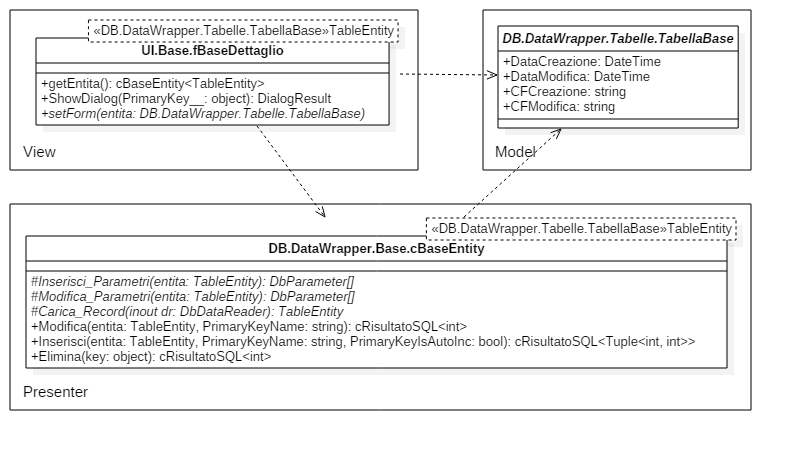 «DB.DataWrapper.Tabelle.TabellaBase»TableEntity
UI.Base.fBaseDettaglio
+getEntita(): cBaseEntity<TableEntity>
+ShowDialog(PrimaryKey__: object): DialogResult
+setForm(entita: DB.DataWrapper.Tabelle.TabellaBase)
View
DB.DataWrapper.Tabelle.TabellaBase
+DataCreazione: DateTime
+DataModifica: DateTime
+CFCreazione: string
+CFModifica: string
Model
«DB.DataWrapper.Tabelle.TabellaBase»TableEntity
DB.DataWrapper.Base.cBaseEntity
#Inserisci_Parametri(entita: TableEntity): DbParameter[]
#Modifica_Parametri(entita: TableEntity): DbParameter[]
#Carica_Record(inout dr: DbDataReader): TableEntity
+Modifica(entita: TableEntity, PrimaryKeyName: string): cRisultatoSQL<int>
+Inserisci(entita: TableEntity, PrimaryKeyName: string, PrimaryKeyIsAutoInc: bool): cRisultatoSQL<Tuple<int, int>>
+Elimina(key: object): cRisultatoSQL<int>
Presenter